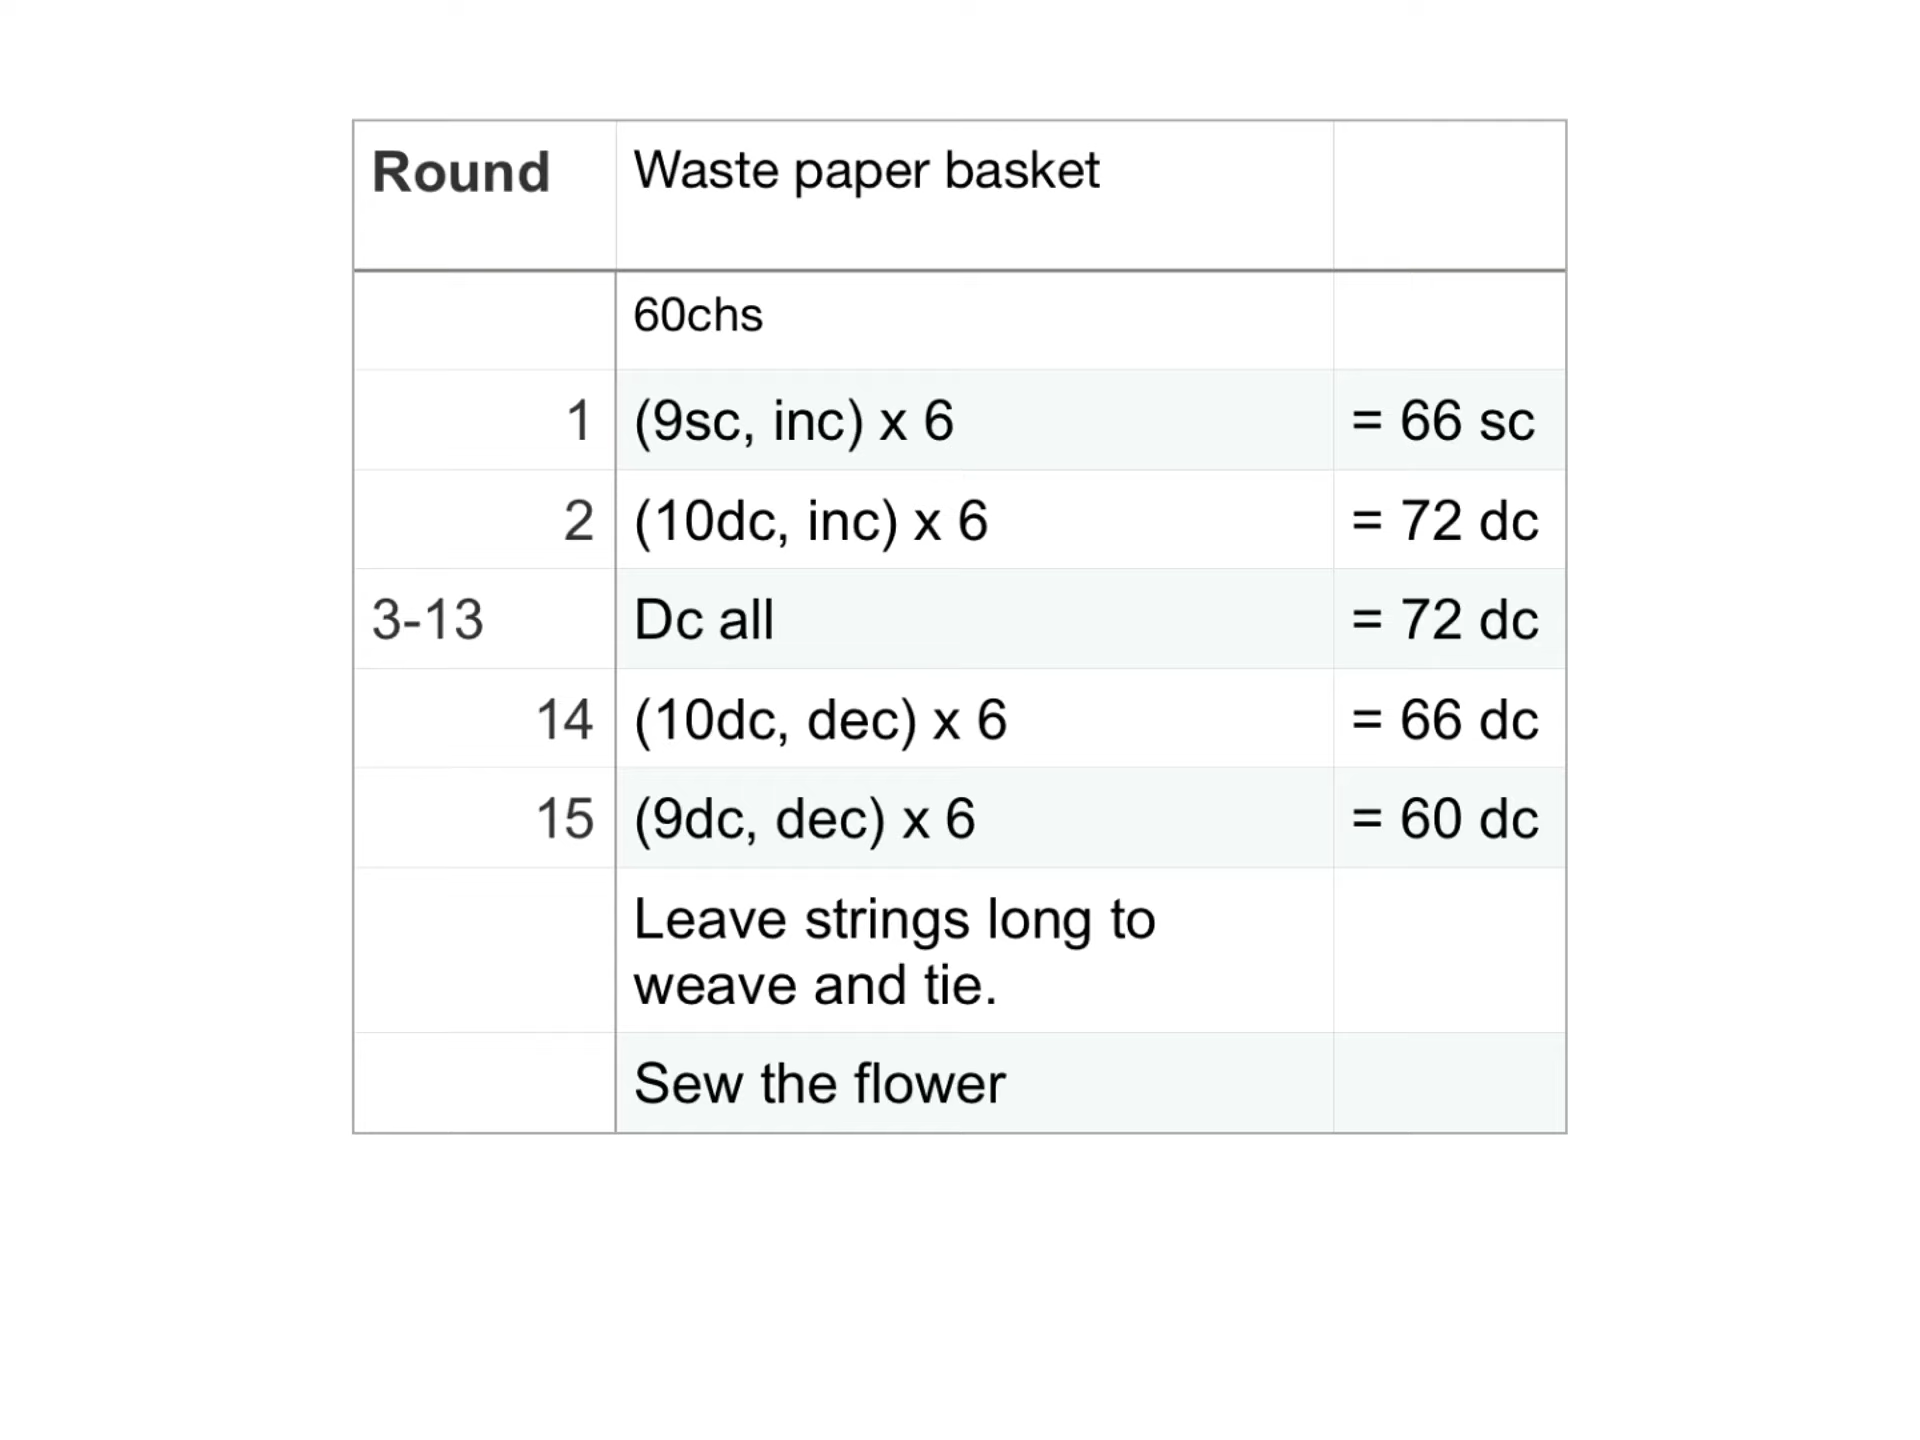 Round Waste paper basket
60chs
1 (9sc, inc) x 6 = 66 sc
2 (10dc, inc) x 6 = 72 dc
3-13 Dc all = 72 dc
14 (10dc, dec) x 6 = 66 dc
15 (9dc, dec) x 6 = 60 dc
Leave strings long to
weave and tie.
Sew the flower